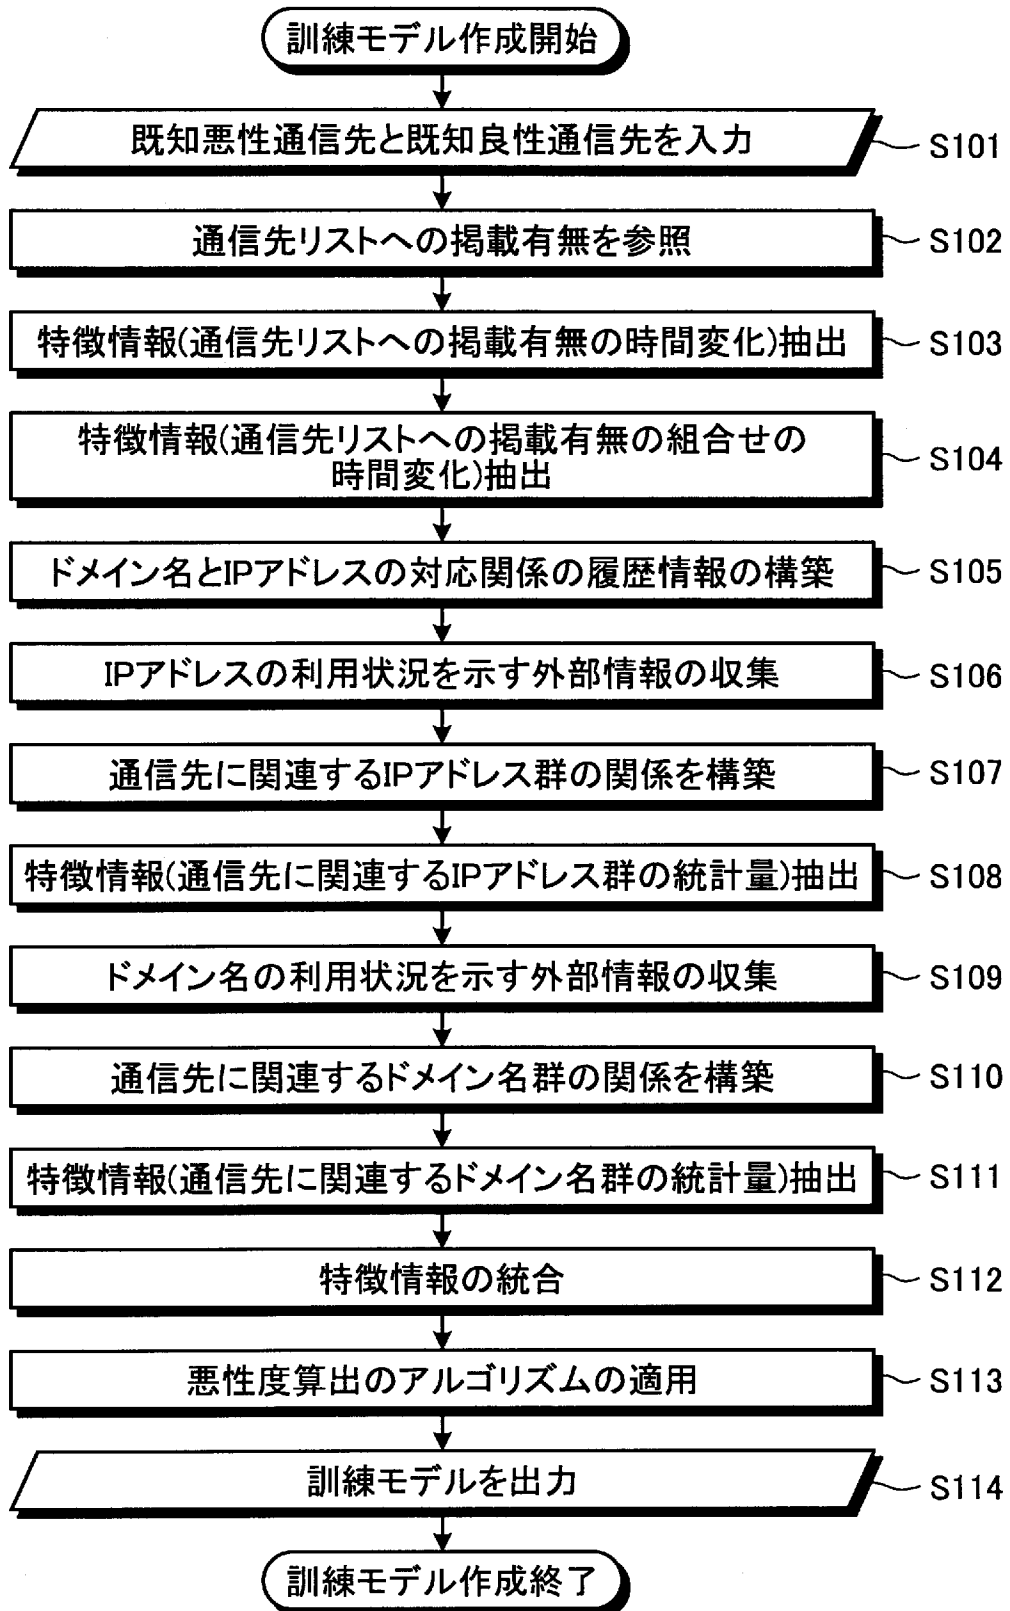 訓練モデル作成開始
既知悪性通信先と既知良性通信先を入力
S101
通信先リストへの掲載有無を参照
S102
特徴情報(通信先リストへの掲載有無の時間変化)抽出
S103
特徴情報(通信先リストへの掲載有無の組合せの
時間変化)抽出
S104
ドメイン名とIPアドレスの対応関係の履歴情報の構築
S105
IPアドレスの利用状況を示す外部情報の収集
S106
通信先に関連するIPアドレス群の関係を構築
S107
特徴情報(通信先に関連するIPアドレス群の統計量)抽出
S108
ドメイン名の利用状況を示す外部情報の収集
S109
通信先に関連するドメイン名群の関係を構築
S110
特徴情報(通信先に関連するドメイン名群の統計量)抽出
S111
特徴情報の統合
S112
悪性度算出のアルゴリズムの適用
S113
訓練モデルを出力
S114
訓練モデル作成終了